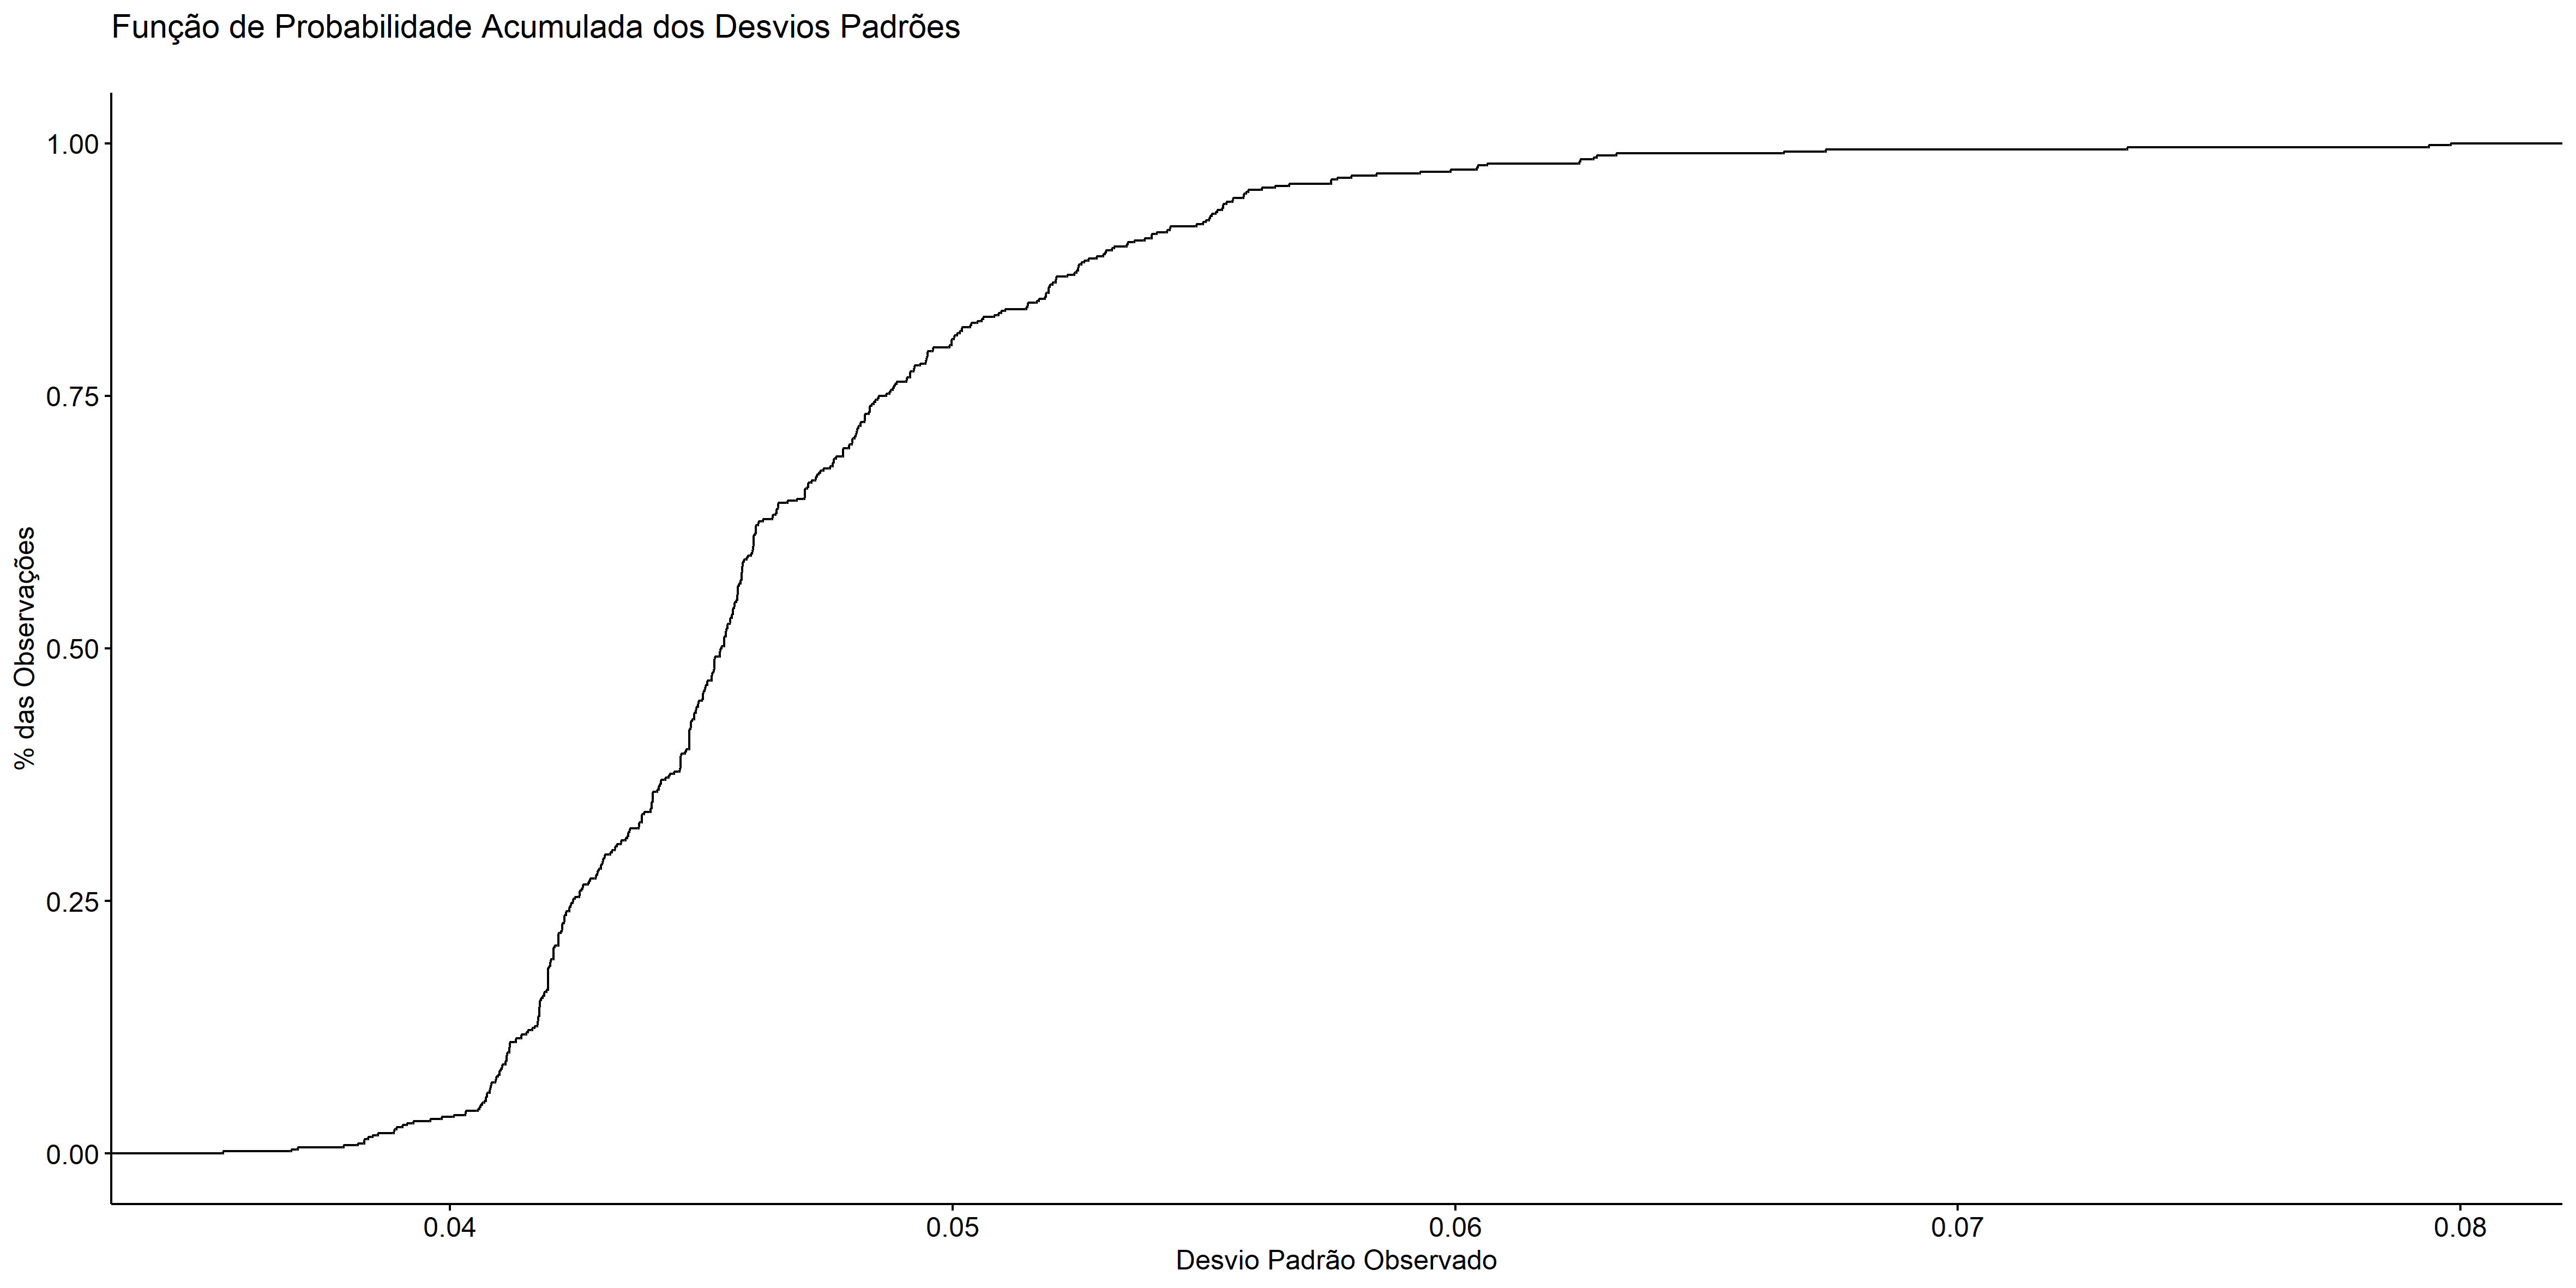 Função de Probabilidade Acumulada dos Desvios Padrões
1.00
0.75
0.50
0.25
0.00
% das Observações
0.04 0.05 0.06 0.07 0.08
Desvio Padrão Observado